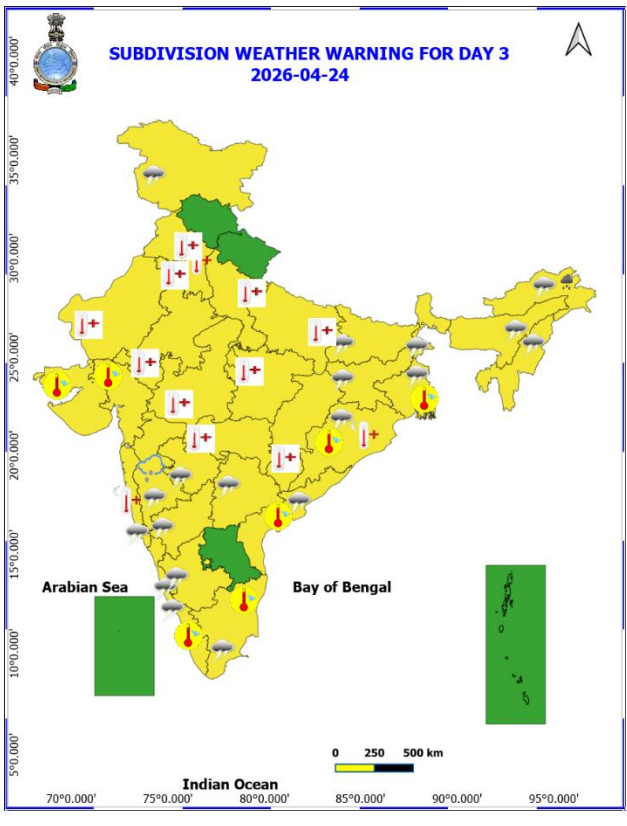 SUBDIVISION WEATHER WARNING FOR DAY 3
2026-04-24
40°0.000'
35°0.000'
30°0.000'
25°0.000'
20°0.000'
15°0.000'
10°0.000'
5°0.000'
Arabian Sea
Bay of Bengal
0 250 500 km
Indian Ocean
70°0.000' 75°0.000' 80°0.000' 85°0.000' 90°0.000' 95°0.000'